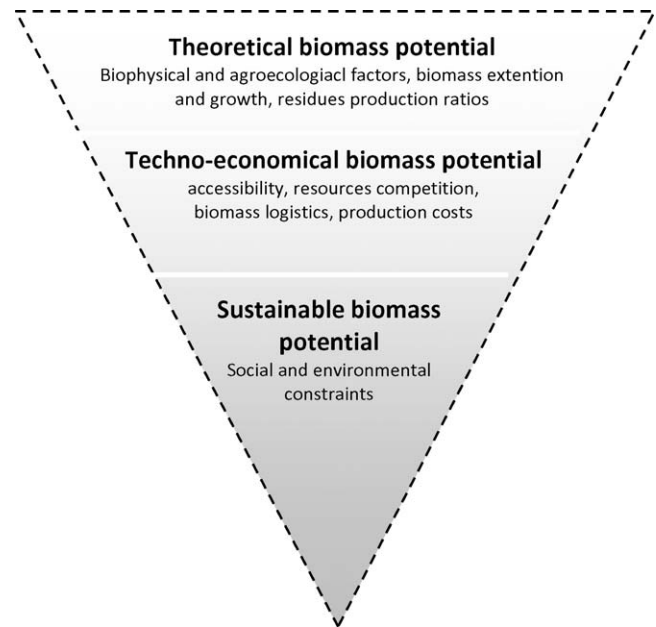 Theoretical biomass potential
Biophysical and agroecologiacl factors, biomass extention
and growth, residues production ratios
Techno-economical biomass potential
accessibility, resources competition,
biomass logistics, production costs
Sustainable biomass
potential
Social and environmental
constraints